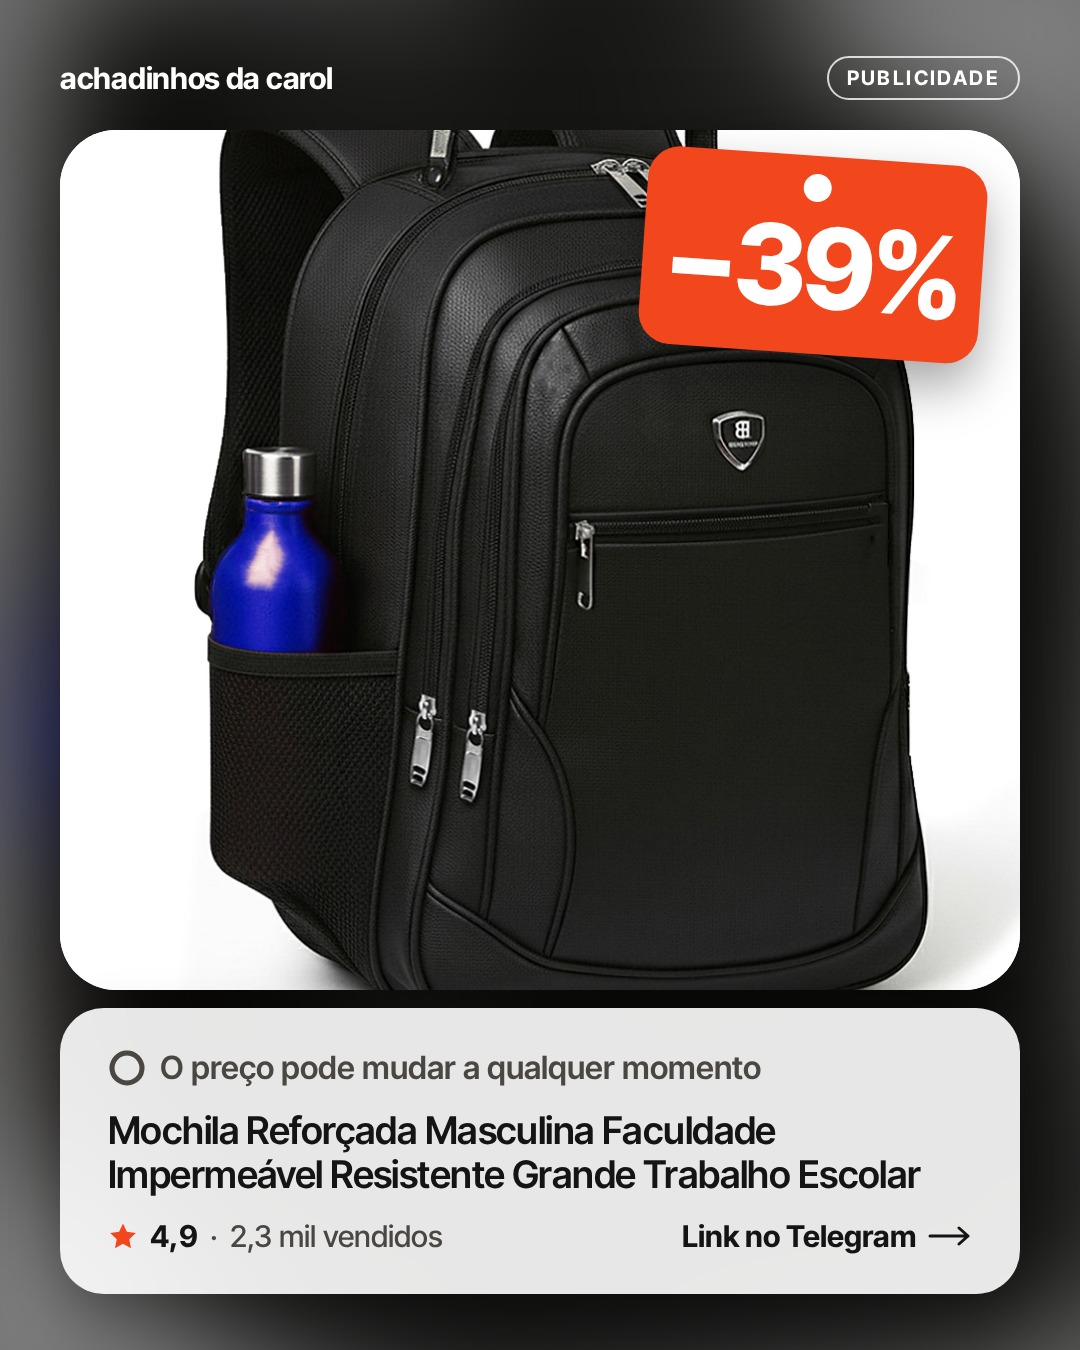 achadinhos da carol
PUBLICIDADE
–39%
O preço pode mudar a qualquer momento
Mochila Reforçada Masculina Faculdade
Impermeável Resistente Grande Trabalho Escolar
4,9 · 2,3 mil vendidos
Link no Telegram →